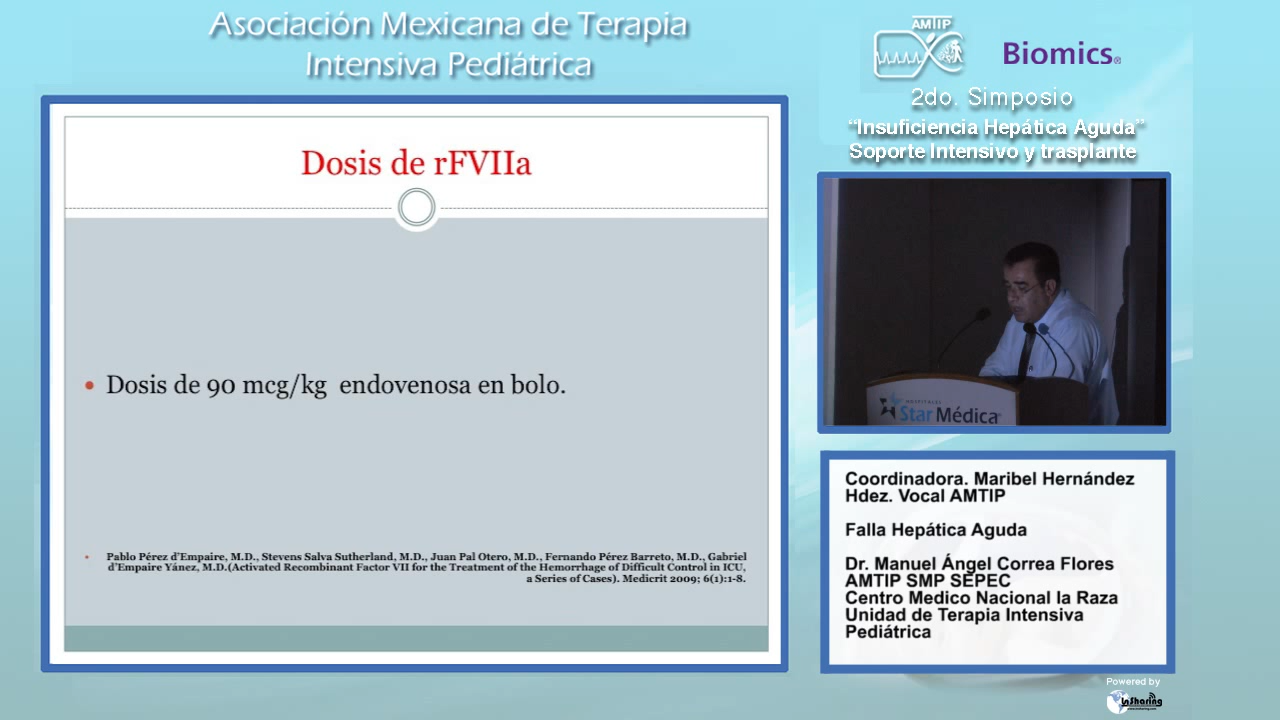 Asociación Mexicana de Terapia
Intensiva Pediátrica
Dosis de rFVIIa
• Dosis de 90 mcg/kg endovenosa en bolo.
• Pablo Pérez d'Empaire, M.D., Stevens Salva Sutherland, M.D., Juan Pal Otero, M.D., Fernando Pérez Barreto, M.D., Gabriel
d'Empaire Yánez, M.D.(Activated Recombinant Factor VII for the Treatment of the Hemorrhage of Difficult Control in ICU,
a Series of Cases). Medicrit 2009; 6(1):1-8.
AMTIP
Biomics®
2do. Simposio
“Insuficiencia Hepática Aguda”
Soporte Intensivo y trasplante
HOSPITALES
Star Médica
Coordinadora. Maribel Hernández
Hdez. Vocal AMTIP
Falla Hepática Aguda
Dr. Manuel Ángel Correa Flores
AMTIP SMP SEPEC
Centro Medico Nacional la Raza
Unidad de Terapia Intensiva
Pediátrica
Powered by
InSharing